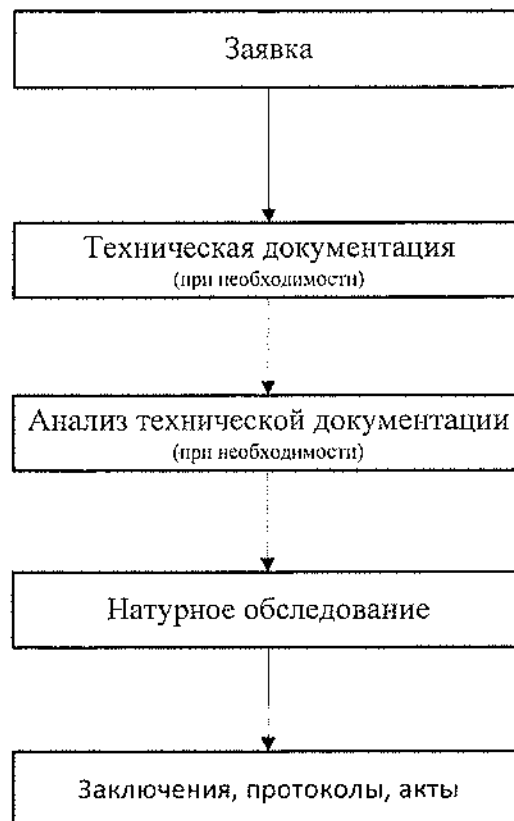 Заявка
Техническая документация
(при необходимости)
Анализ технической документации
(при необходимости)
Натурное обследование
Заключения, протоколы, акты